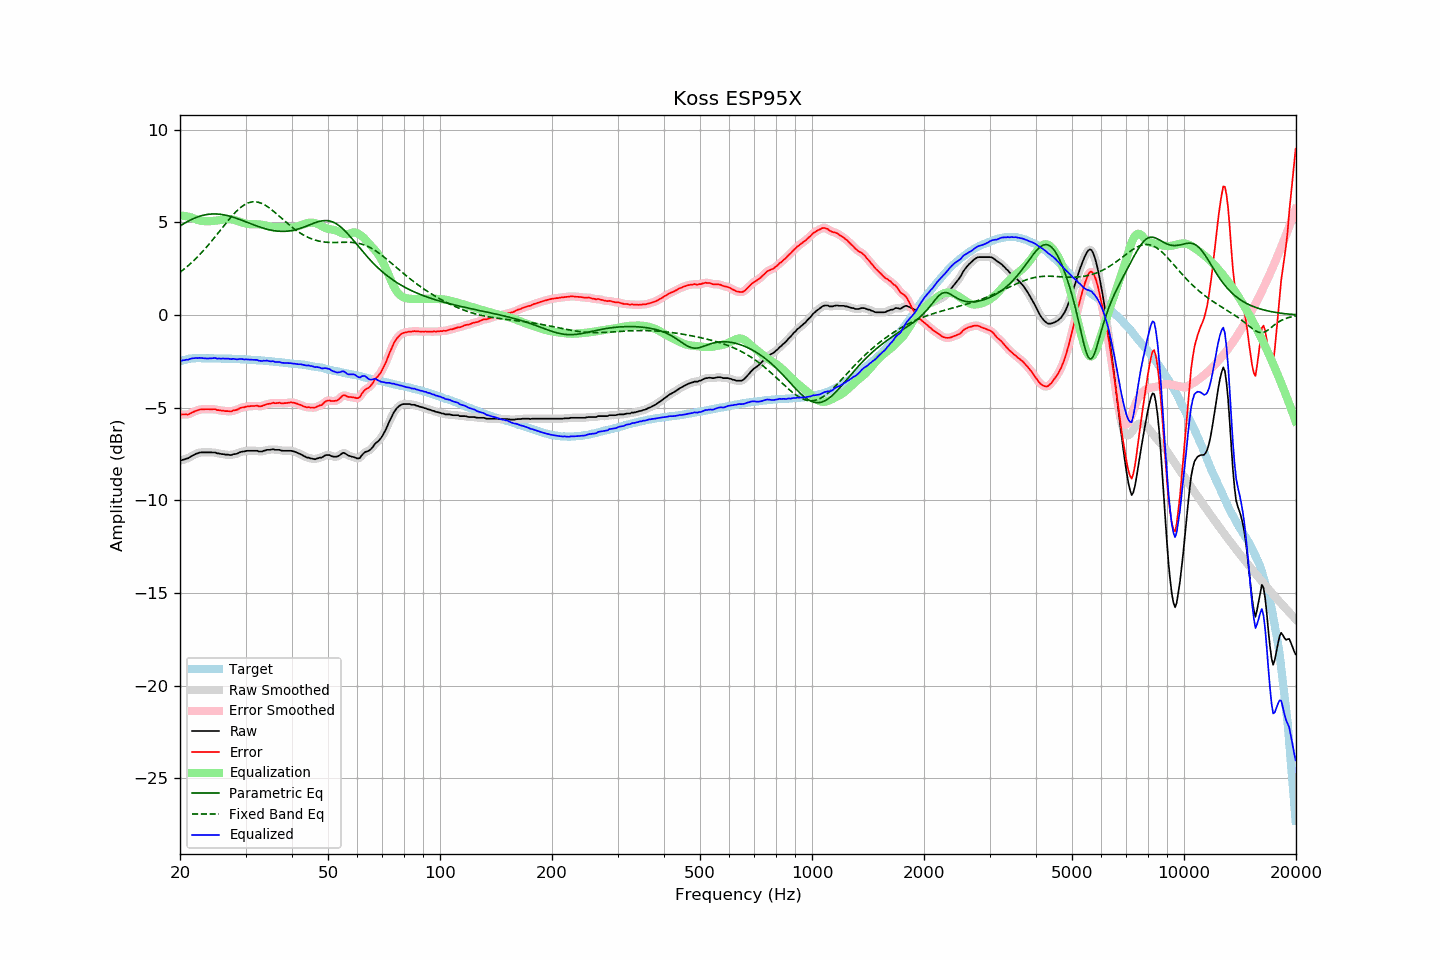 Koss ESP95X
10
5
0
−5
−10
−15
−20
−25
Amplitude (dBr)
Target
Raw Smoothed
Error Smoothed
Raw
Error
Equalization
Parametric Eq
Fixed Band Eq
Equalized
20 50 100 200 500 1000 2000 5000 10000 20000
Frequency (Hz)